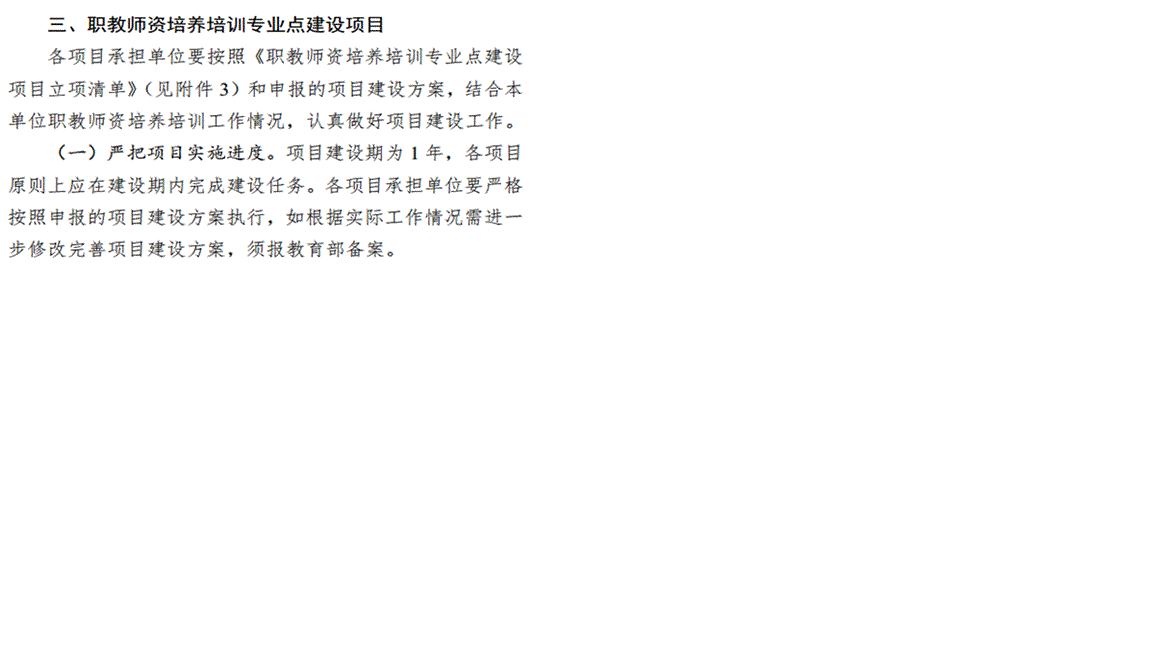 三、职教师资培养培训专业点建设项目
各项目承担单位要按照《职教师资培养培训专业点建设
项目立项清单》（见附件 3）和申报的项目建设方案，结合本
单位职教师资培养培训工作情况，认真做好项目建设工作。
（一）严把项目实施进度。项目建设期为 1 年，各项目
原则上应在建设期内完成建设任务。各项目承担单位要严格
按照申报的项目建设方案执行，如根据实际工作情况需进一
步修改完善项目建设方案，须报教育部备案。